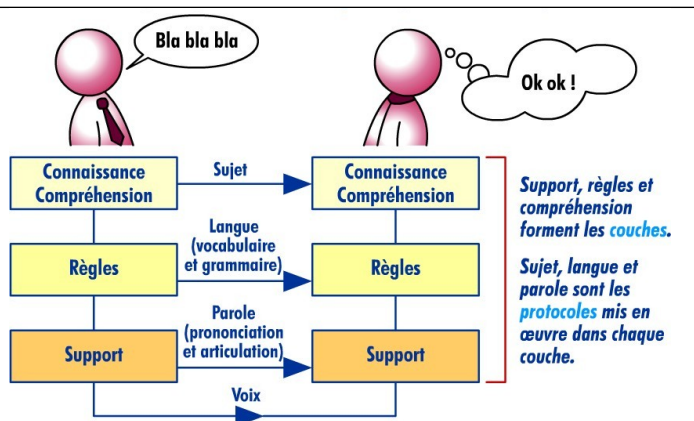 Bla bla bla
Ok ok !
Connaissance
Compréhension
Sujet
Connaissance
Compréhension
Langue
(vocabulaire
et grammaire)
Règles
Règles
Parole
(prononciation
et articulation)
Support
Support
Voix
Support, règles et
compréhension
forment les couches.
Sujet, langue et
parole sont les
protocoles mis en
œuvre dans chaque
couche.